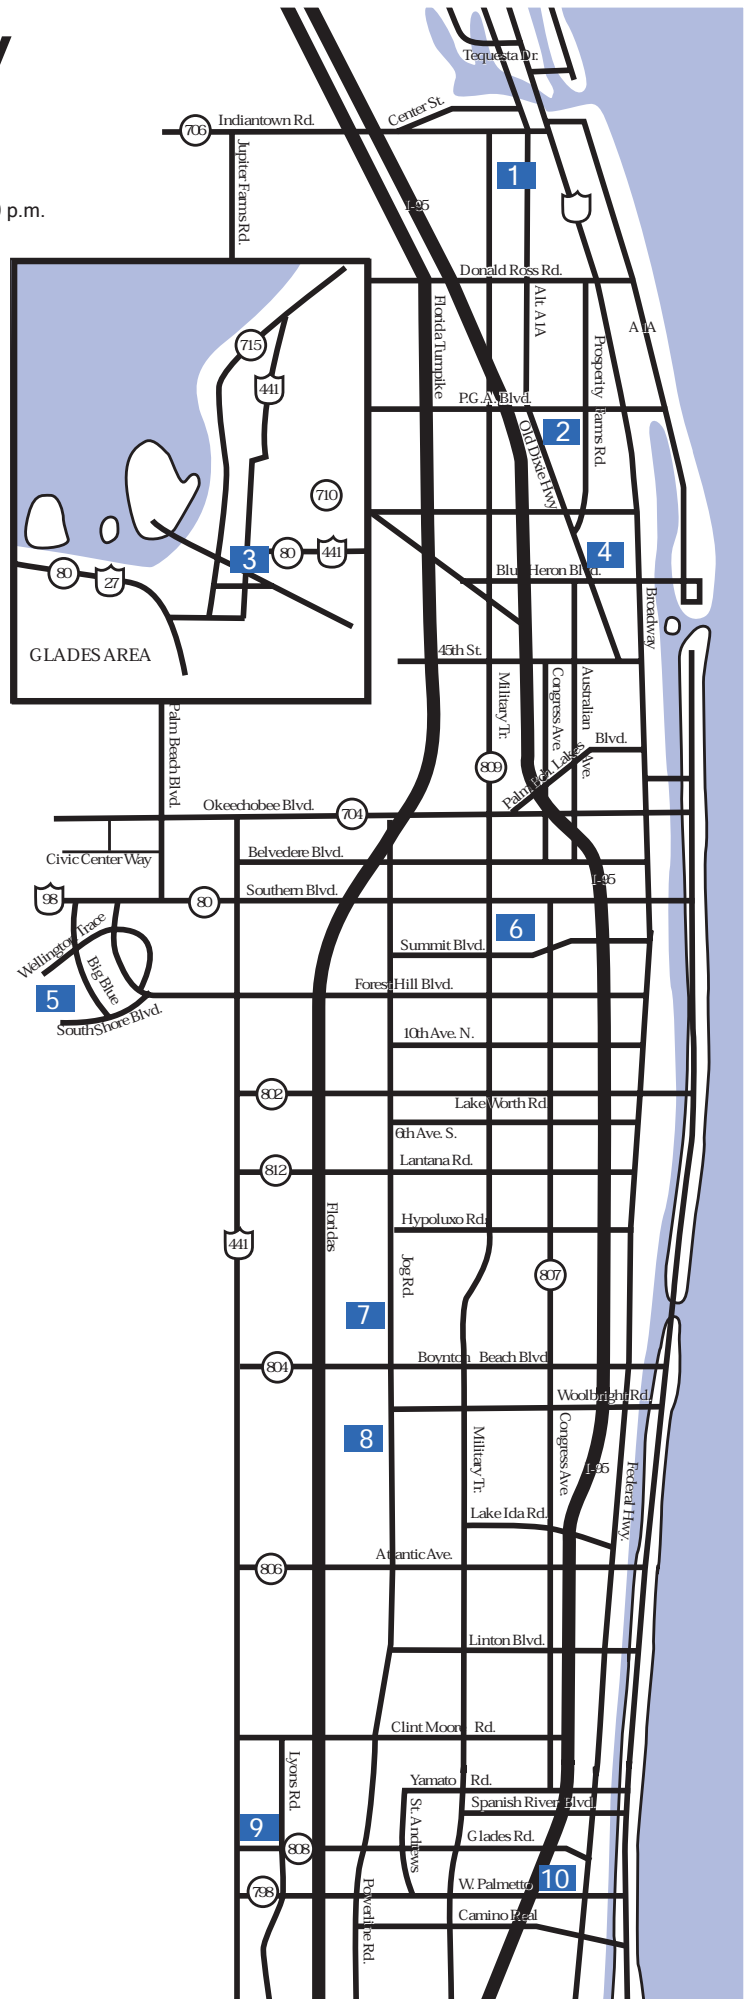 Tequesta Dr.
Center St.
Indiantown Rd.
706
Jupiter Farms Rd.
1
p.m.
I-95
Donald Ross Rd.
Florida Turnpike
Alt. A1A
A1A
Prosperity Farms Rd.
715
441
P.G.A. Blvd.
Old Dixie Hwy
2
710
3
80
441
4
Blue Heron Blvd.
80
27
Broadway
GLADES AREA
45th St.
Military Tr.
Congress Ave.
Australian Ave.
Palm Beach Blvd.
Palm Bch. Lakes Blvd.
809
Okeechobee Blvd.
704
Civic Center Way
Belvedere Blvd.
I-95
98
80
Southern Blvd.
6
Wellington Trace
Summit Blvd.
Big Blue
Forest Hill Blvd.
5
South Shore Blvd.
10th Ave. N.
802
Lake Worth Rd.
6th Ave. S.
812
Lantana Rd.
Floridas
Hypoluxo Rd.
441
Jog Rd.
807
7
804
Boynton Beach Blvd.
Woolbright Rd.
8
Military Tr.
Congress Ave.
I-95
Federal Hwy.
Lake Ida Rd.
Atlantic Ave.
806
Linton Blvd.
Clint Moore Rd.
Lyons Rd.
Yamato Rd.
St. Andrews
Spanish River Blvd.
9
808
Glades Rd.
10
798
W. Palmetto
Powerline Rd.
Camino Real